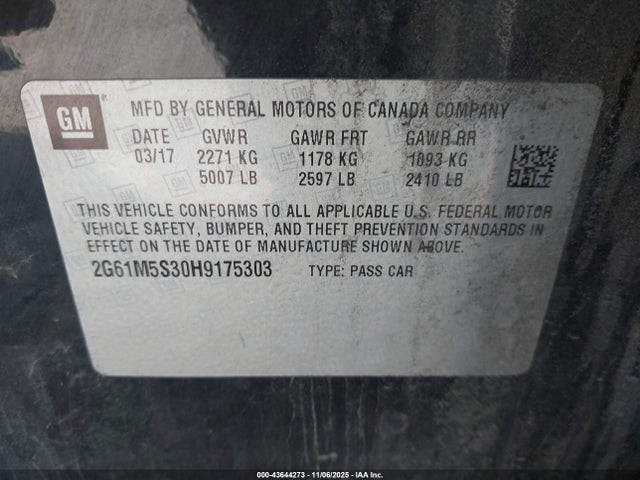 GM
MFD BY GENERAL MOTORS OF CANADA COMPANY
DATE GVWR GAWR FRT GAWR RR
03/17 2271 KG 1178 KG 1093 KG
5007 LB 2597 LB 2410 LB
THIS VEHICLE CONFORMS TO ALL APPLICABLE U.S. FEDERAL MOTOR
VEHICLE SAFETY, BUMPER, AND THEFT PREVENTION STANDARDS IN
EFFECT ON THE DATE OF MANUFACTURE SHOWN ABOVE.
2G61M5S30H9175303 TYPE: PASS CAR
000-43644273 - 11/06/2025 - IAA Inc.